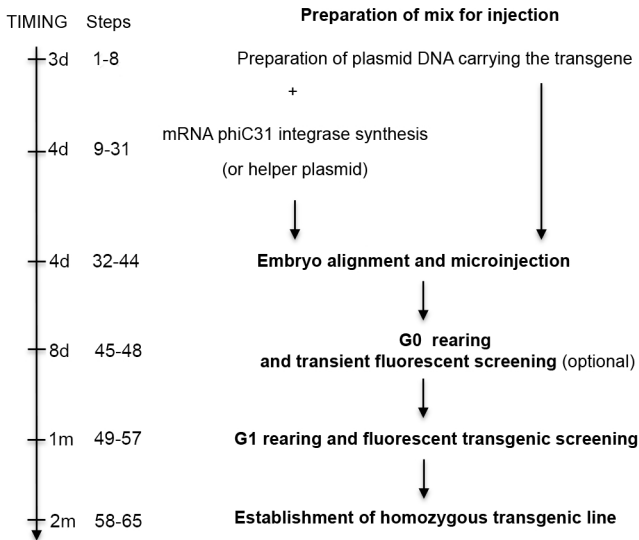 TIMING Steps Preparation of mix for injection
3d 1-8 Preparation of plasmid DNA carrying the transgene
+
4d 9-31 mRNA phiC31 integrase synthesis
(or helper plasmid)
4d 32-44 Embryo alignment and microinjection
G0 rearing
8d 45-48 and transient fluorescent screening (optional)
1m 49-57 G1 rearing and fluorescent transgenic screening
2m 58-65 Establishment of homozygous transgenic line